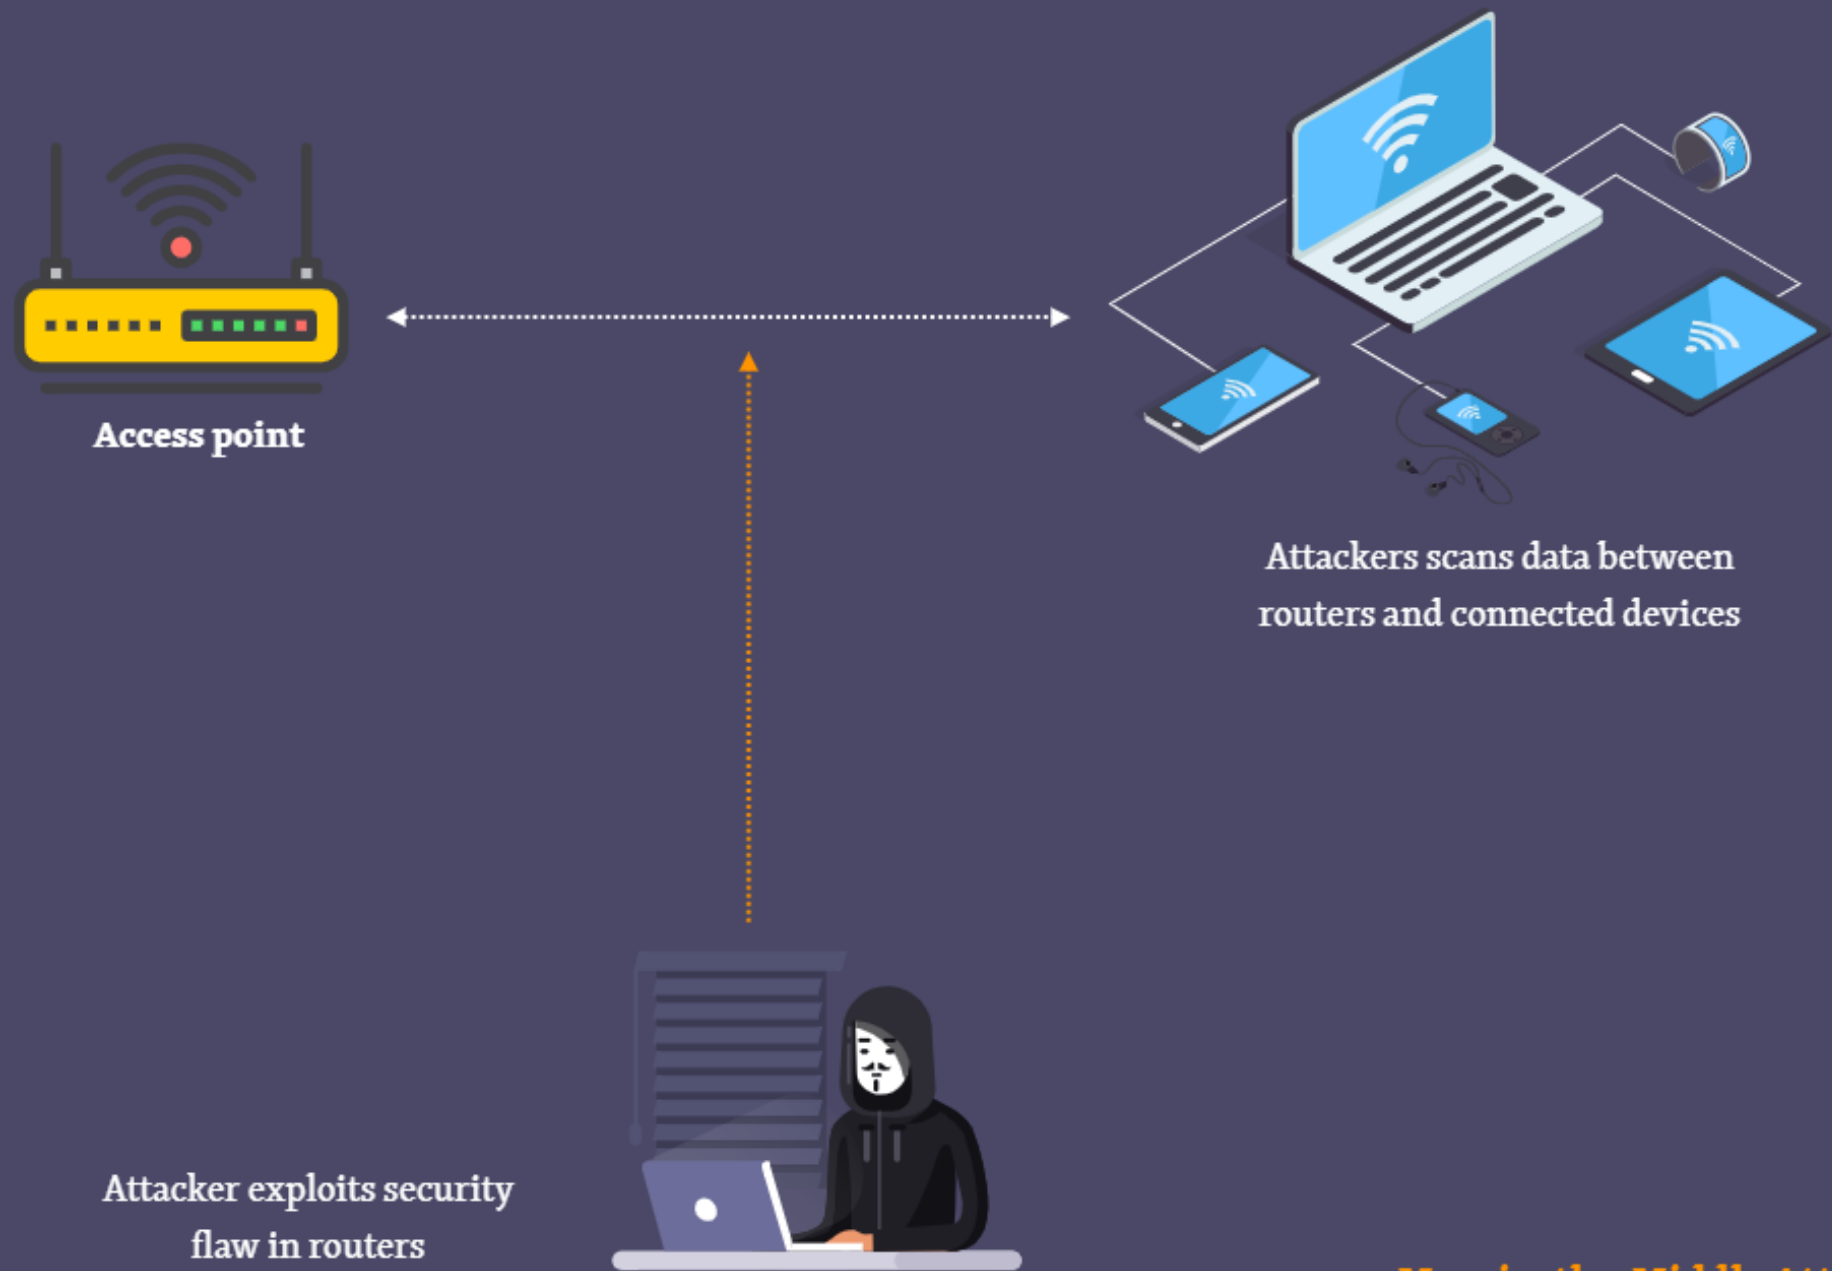 Access point
Attackers scans data between
routers and connected devices
Attacker exploits security
flaw in routers